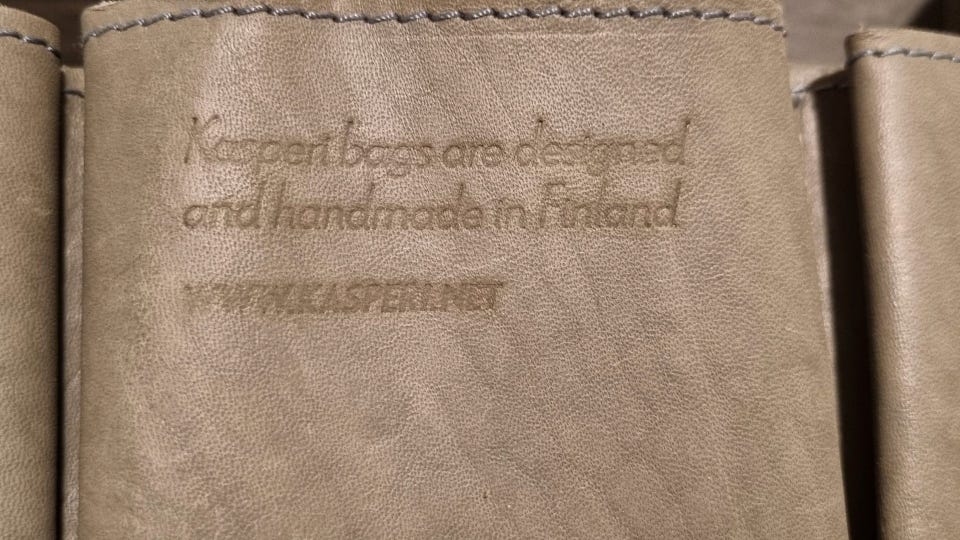 Kasperi bags are designed
and handmade in Finland
WWW.KASPERI.NET